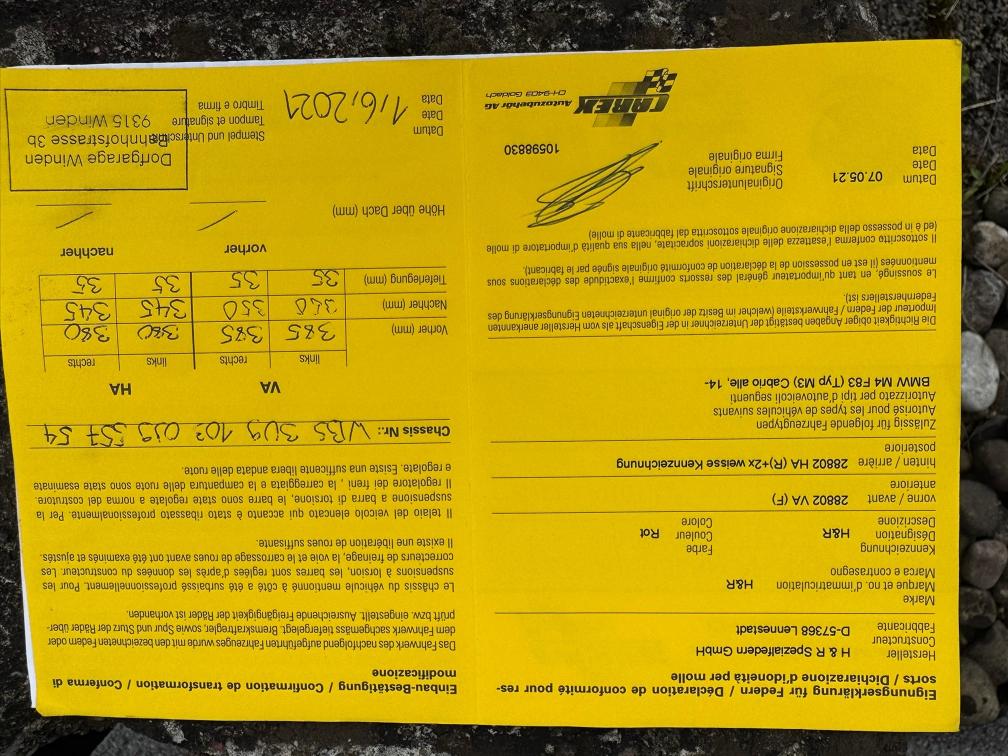 Eignungserklärung für Federn / Déclaration de conformité pour res-
sorts / Dichiarazione d'idoneità per molle
Hersteller
Constructeur
Fabbricante
H & R Spezialfedern GmbH
D-57368 Lennestadt
Marke
Marque et no. d'immatriculation
Marca e contrasegno
H&R
Kennzeichnung
Désignation
Descrizione
H&R
Farbe
Couleur
Colore
Rot
vorne / avant
anteriore
28802 VA (F)
hinten / arrière
posteriore
28802 HA (R)+2x weisse Kennzeichnung
Zulässig für folgende Fahrzeugtypen
Autorisé pour les types de véhicules suivants
Autorizzato per tipi d'autoveicoli seguenti
BMW M4 F83 (Typ M3) Cabrio, alle, 14-
Die Richtigkeit obiger Angaben bestätigt der Unterzeichner in der Eigenschaft als vom Hersteller anerkannten
Importeur der Federn / Fahrwerkstelle (welcher im Besitz der original unterzeichneten Eignungserklärung des
Federnherstellers ist).
Le soussigné, en tant qu'importateur général des ressorts confirme l'exactitude des déclarations sous
mentionnées (il est en possession de la déclaration de conformité originale signée par le fabricant).
Il sottoscritto conferma l'esattezza delle dichiarazioni sopracitate, nella sua qualità d'importatore di molle
(ed è in possesso della dichiarazione originale sottoscritta dal fabbricante di molle)
Datum
Date
Data
07.05.21
Originalunterschrift
Signature originale
Firma originale
10598830
CAREX
Autozubehör AG
CH-9403 Goldach
Einbau-Bestätigung / Confirmation de transformation / Conferma di
modificazione
Das Fahrwerk des nachfolgend aufgeführten Fahrzeuges wurde mit den bezeichneten Federn oder
dem Fahrwerk sachgemäss tiefergelegt. Bremskraftregler, sowie Spur und Sturz der Räder über-
prüft bzw. eingestellt. Ausreichende Freigängigkeit der Räder ist vorhanden.
Le châssis du véhicule mentionné à côté a été surbaissé professionnellement. Pour les
suspensions à torsion, les barres sont reglées d'après les données du constructeur. Les
correcteurs de freinage, la voie et le carrossage de roues avant ont été examinés et ajustés.
Il existe une libération de roues suffisante.
Il telaio del veicolo elencato qui accanto è stato ribassato professionalmente. Per la
suspensione a barra di torsione, le barre sono state regolate a norma del costrutore.
Il regolatore dei freni , la carreggiata e la campantura delle ruote sono state esaminate
e regolate. Esiste una sufficente libera andata delle ruote.
Chassis Nr.: WBS 3U9 103 0J9 357 54
VA HA
links rechts links rechts
Vorher (mm) 385 385 380 380
Nachher (mm) 350 350 345 345
Tieferlegung (mm) 35 35 35 35
vorher nachher
Höhe über Dach (mm) / /
Datum
Date
Data
1,6,2021
Stempel und Unterschrift
Tampon et signature
Timbro e firma
Dorfgarage Winden
Bahnhofstrasse 3b
9315 Winden